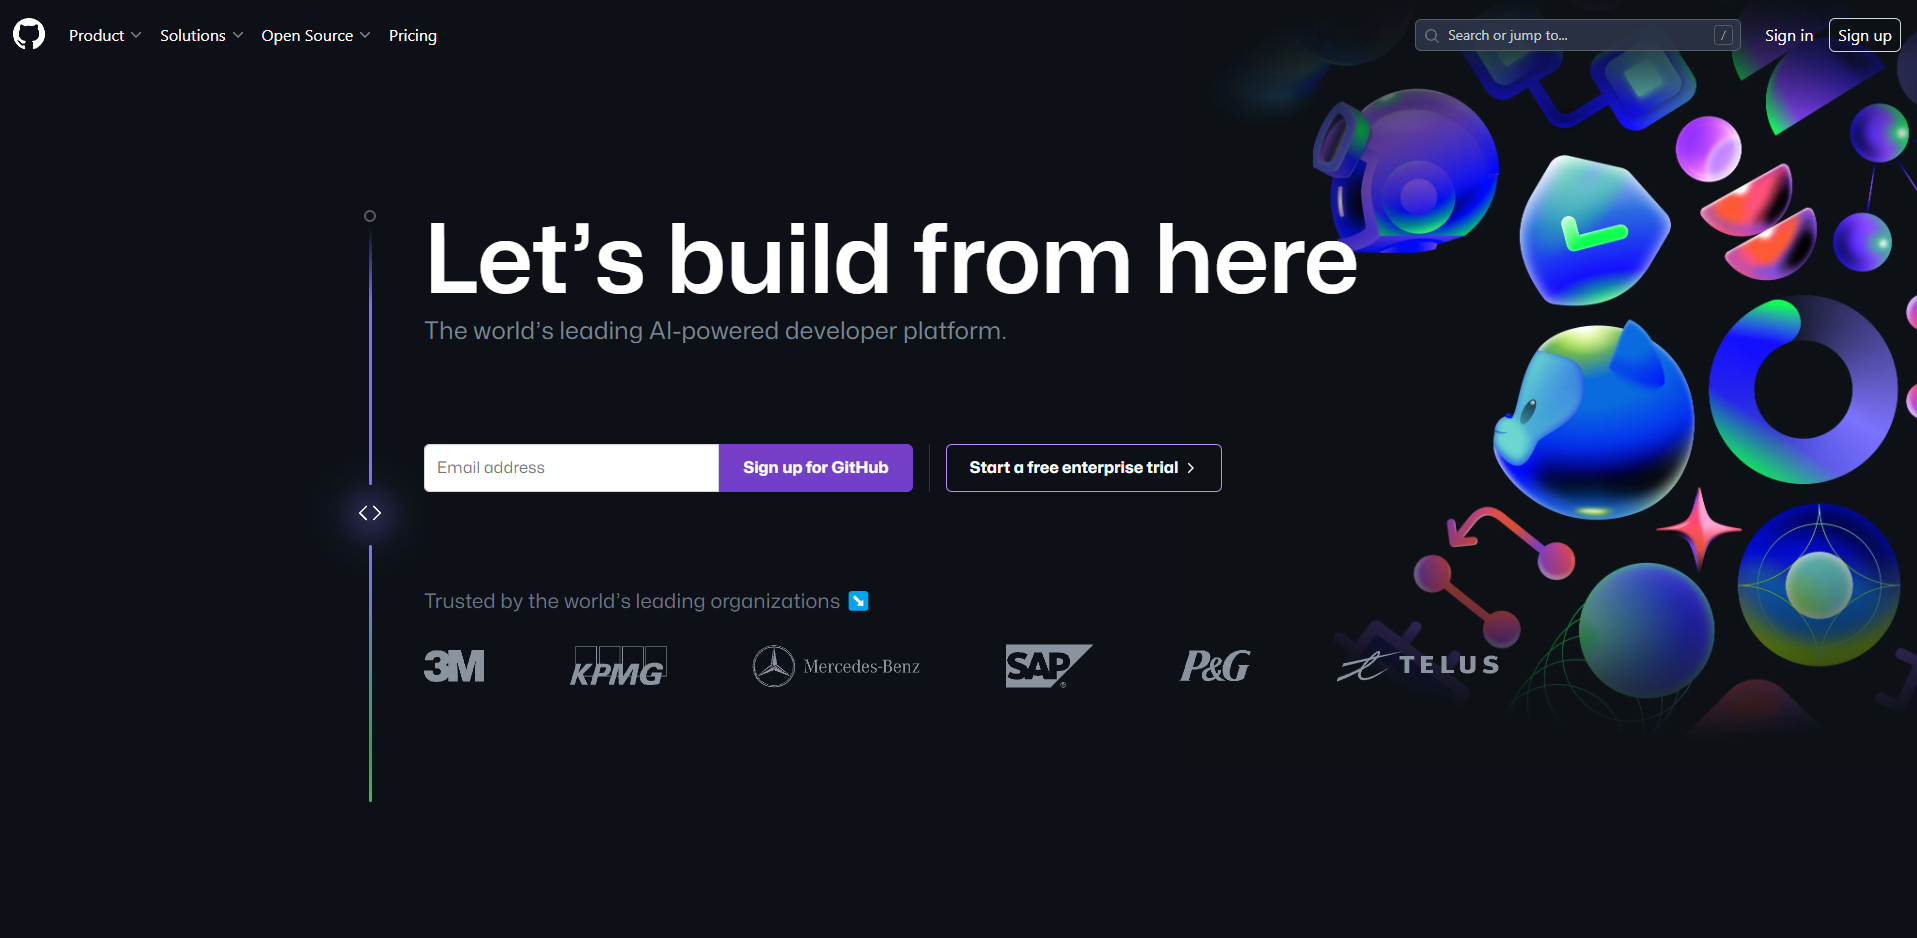 Product Solutions Open Source Pricing Search or jump to... / Sign in Sign up
Let’s build from here
The world’s leading AI-powered developer platform.
Email address Sign up for GitHub Start a free enterprise trial
Trusted by the world’s leading organizations
3M KPMG Mercedes-Benz SAP® P&G TELUS